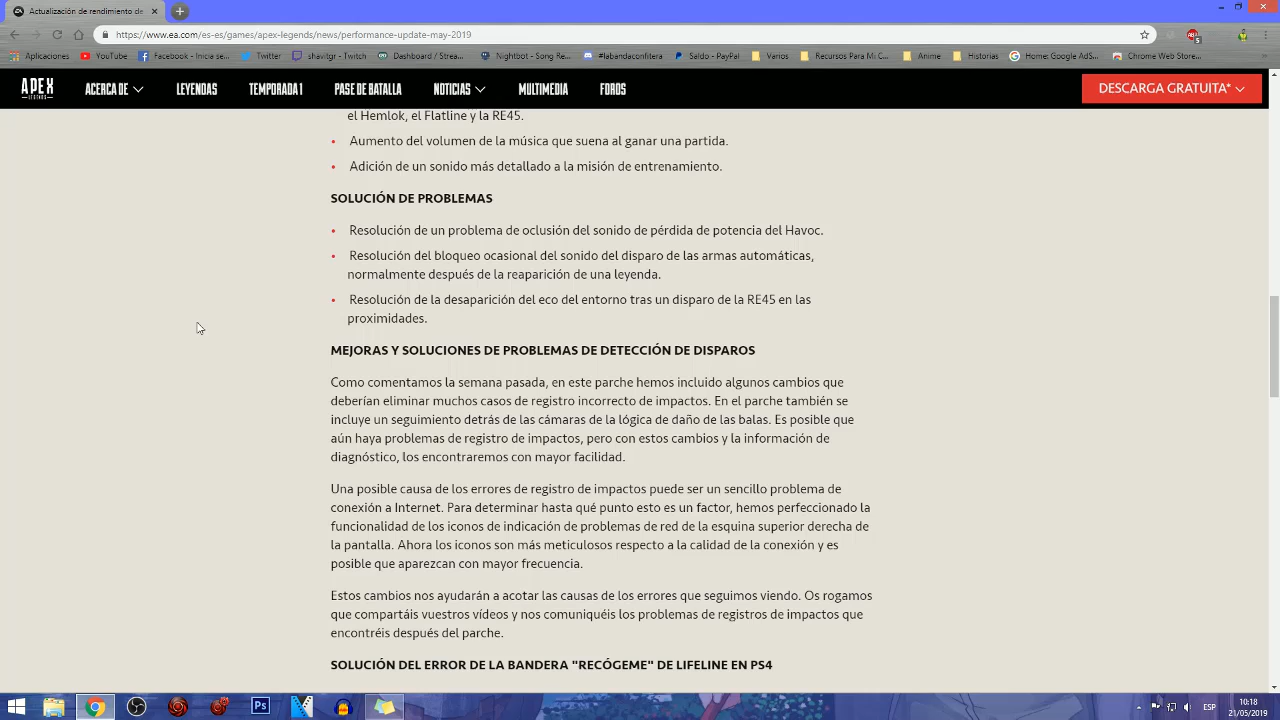 Detalles del rendimiento de
https://www.ea.com/es-es/games/apex-legends/news/performance-update-may-2019
Aplicaciones YouTube Facebook - Inicia se... Twitter shavitgr - Twitch Dashboard - Stream... Nightbot - Song Re... #labandaconfitera Saldo - PayPal Varios Recursos Para Mi C... Anime Historias Home: Google AdS... Chrome Web Store...
APEX
LEGENDS
ACERCA DE LEYENDAS TEMPORADA 1 PASE DE BATALLA NOTICIAS MULTIMEDIA FOROS DESCARGA GRATUITA*
el Hemlok, el Flatline y la RE45.
• Aumento del volumen de la música que suena al ganar una partida.
• Adición de un sonido más detallado a la misión de entrenamiento.
SOLUCIÓN DE PROBLEMAS
• Resolución de un problema de oclusión del sonido de pérdida de potencia del Havoc.
• Resolución del bloqueo ocasional del sonido del disparo de las armas automáticas,
normalmente después de la reaparición de una leyenda.
• Resolución de la desaparición del eco del entorno tras un disparo de la RE45 en las
proximidades.
MEJORAS Y SOLUCIONES DE PROBLEMAS DE DETECCIÓN DE DISPAROS
Como comentamos la semana pasada, en este parche hemos incluido algunos cambios que
deberían eliminar muchos casos de registro incorrecto de impactos. En el parche también se
incluye un seguimiento detrás de las cámaras de la lógica de daño de las balas. Es posible que
aún haya problemas de registro de impactos, pero con estos cambios y la información de
diagnóstico, los encontraremos con mayor facilidad.
Una posible causa de los errores de registro de impactos puede ser un sencillo problema de
conexión a Internet. Para determinar hasta qué punto esto es un factor, hemos perfeccionado la
funcionalidad de los iconos de indicación de problemas de red de la esquina superior derecha de
la pantalla. Ahora los iconos son más meticulosos respecto a la calidad de la conexión y es
posible que aparezcan con mayor frecuencia.
Estos cambios nos ayudarán a acotar las causas de los errores que seguimos viendo. Os rogamos
que compartáis vuestros vídeos y nos comuniquéis los problemas de registros de impactos que
encontréis después del parche.
SOLUCIÓN DEL ERROR DE LA BANDERA "RECÓGEME" DE LIFELINE EN PS4
Ps ESP 10:18
21/05/2019